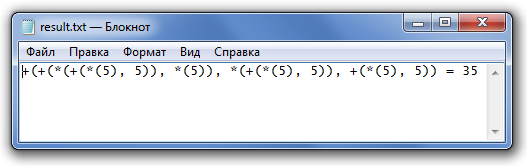 result.txt — Блокнот
Файл Правка Формат Вид Справка
+(+(*(+(*(5), 5)), *(5)), *(+(*(5), 5)), +(*(5), 5)) = 35